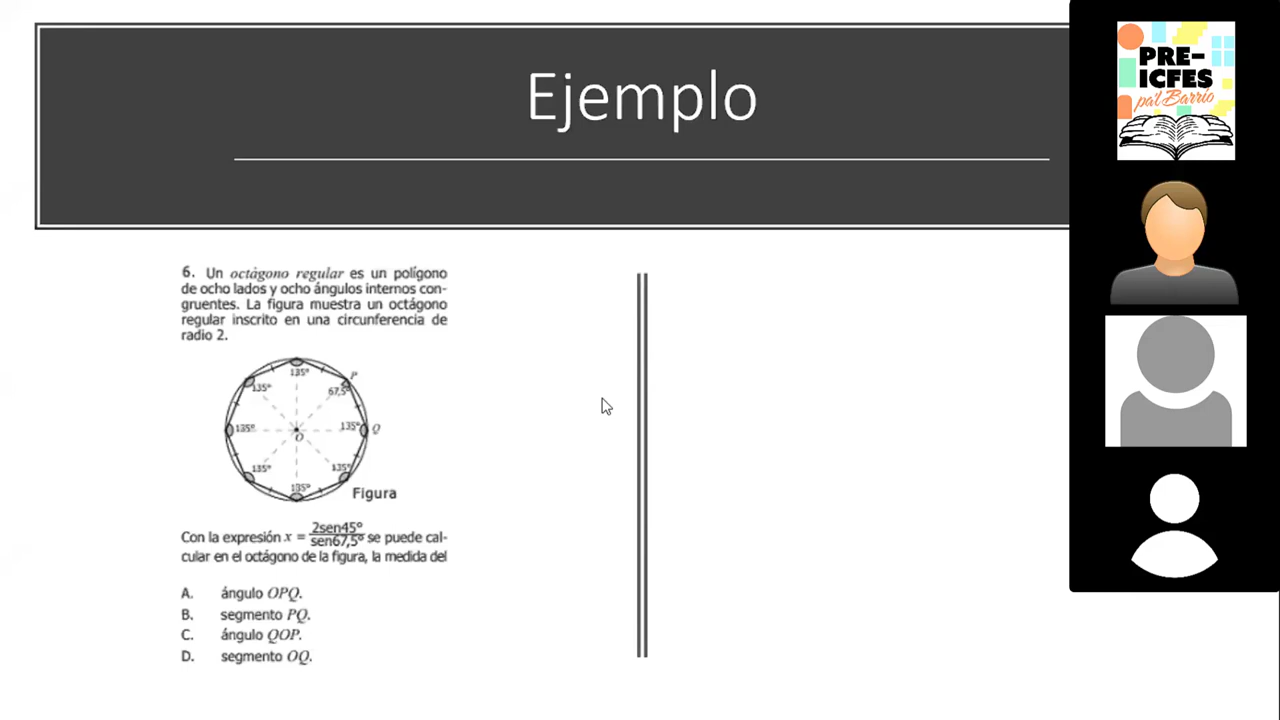 Ejemplo
PRE-
ICFES
pa'l Barrio
6. Un octágono regular es un polígono
de ocho lados y ocho ángulos internos con-
gruentes. La figura muestra un octágono
regular inscrito en una circunferencia de
radio 2.
135°
P
135°
67,5°
135°
135°
Q
O
135°
135°
135°
Figura
Con la expresión x = 2sen45° / sen67,5° se puede cal-
cular en el octágono de la figura, la medida del
A. ángulo OPQ.
B. segmento PQ.
C. ángulo QOP.
D. segmento OQ.